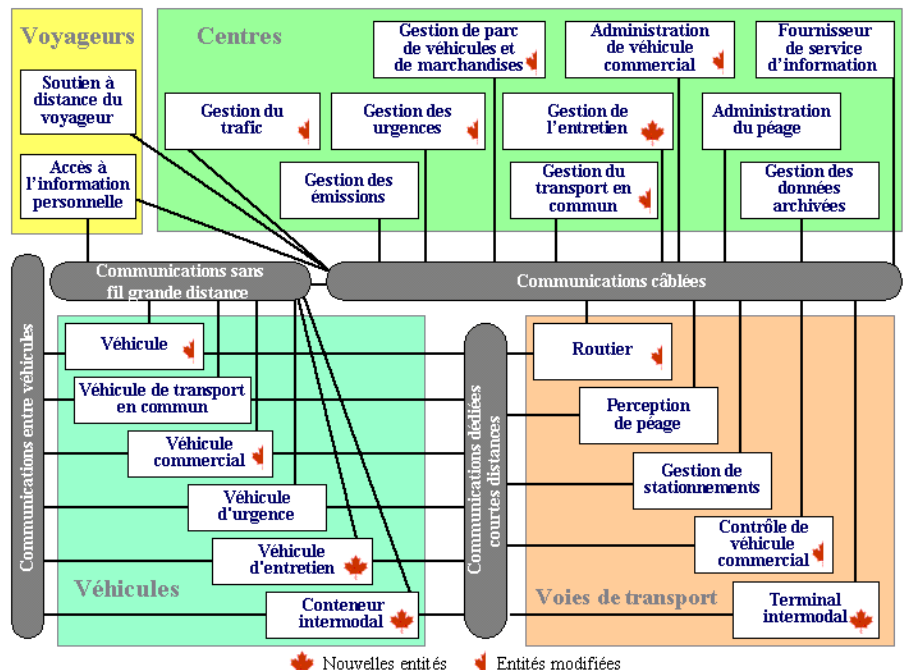 Voyageurs
Soutien à
distance du
voyageur
Accès à
l'information
personnelle
Centres
Gestion de parc
de véhicules et
de marchandises
Administration
de véhicule
commercial
Fournisseur
de service
d'information
Gestion du
trafic
Gestion des
urgences
Gestion de
l'entretien
Administration
du péage
Gestion des
émissions
Gestion du
transport en
commun
Gestion des
données
archivées
Communications sans
fil grande distance
Communications câblées
Communications entre véhicules
Véhicule
Véhicule de transport
en commun
Véhicule
commercial
Véhicule
d'urgence
Véhicule
d'entretien
Conteneur
intermodal
Véhicules
Communications dédiées
courtes distances
Routier
Perception
de péage
Gestion de
stationnements
Contrôle de
véhicule
commercial
Terminal
intermodal
Voies de transport
Nouvelles entités
Entités modifiées